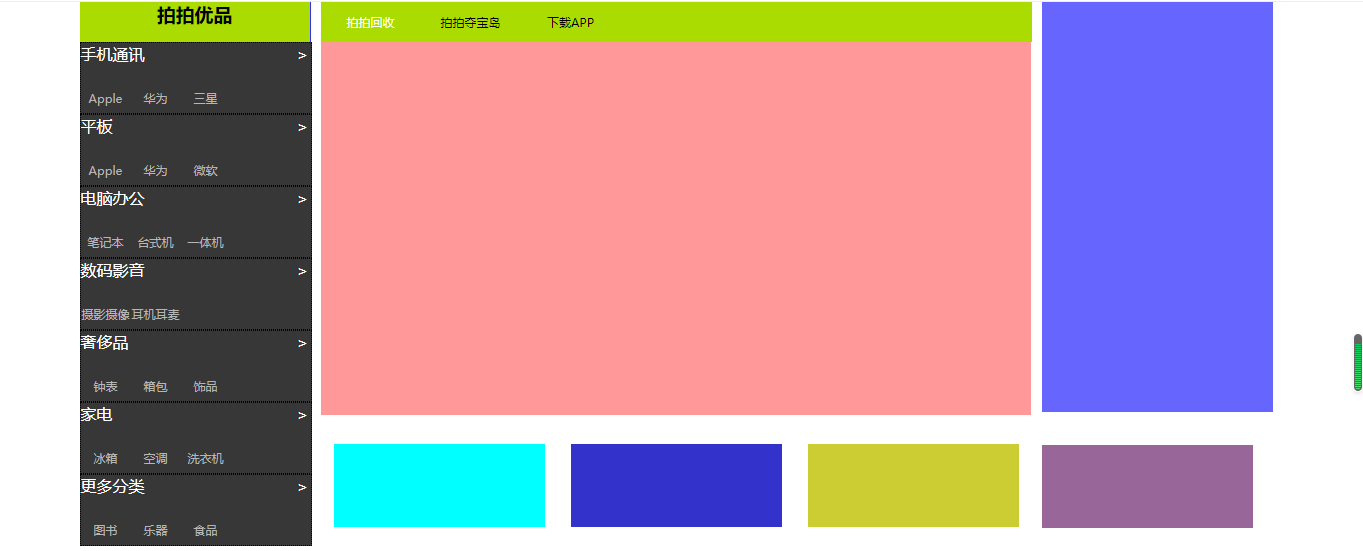 拍拍优品
拍拍回收 拍拍夺宝岛 下载APP
手机通讯 >
Apple 华为 三星
平板 >
Apple 华为 微软
电脑办公 >
笔记本 台式机 一体机
数码影音 >
摄影摄像 耳机耳麦
奢侈品 >
钟表 箱包 饰品
家电 >
冰箱 空调 洗衣机
更多分类 >
图书 乐器 食品